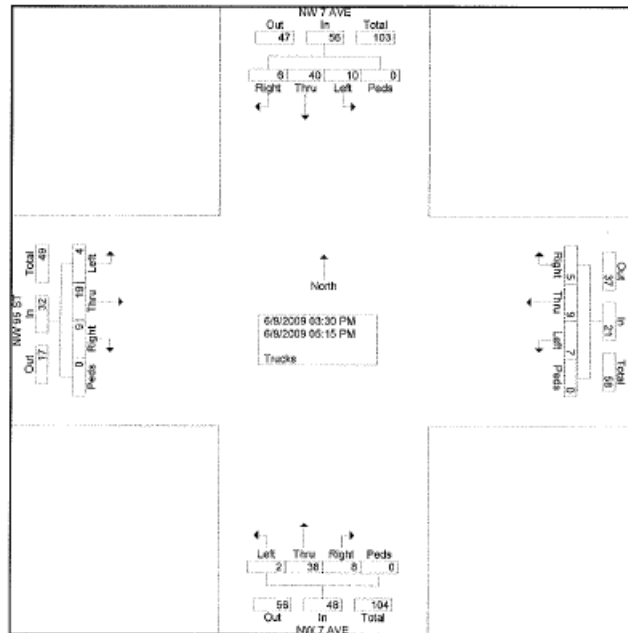 NW 7 AVE
Out In Total
47 56 103
6 40 10 0
Right Thru Left Peds
NW 95 ST
Out In Total
17 32 49
Left Thru Right Peds
4 19 9 0
North
6/9/2009 03:30 PM
6/9/2009 06:15 PM
Trucks
Right Thru Left Peds
5 9 7 0
Out In Total
37 21 58
Left Thru Right Peds
2 38 8 0
56 48 104
Out In Total
NW 7 AVE